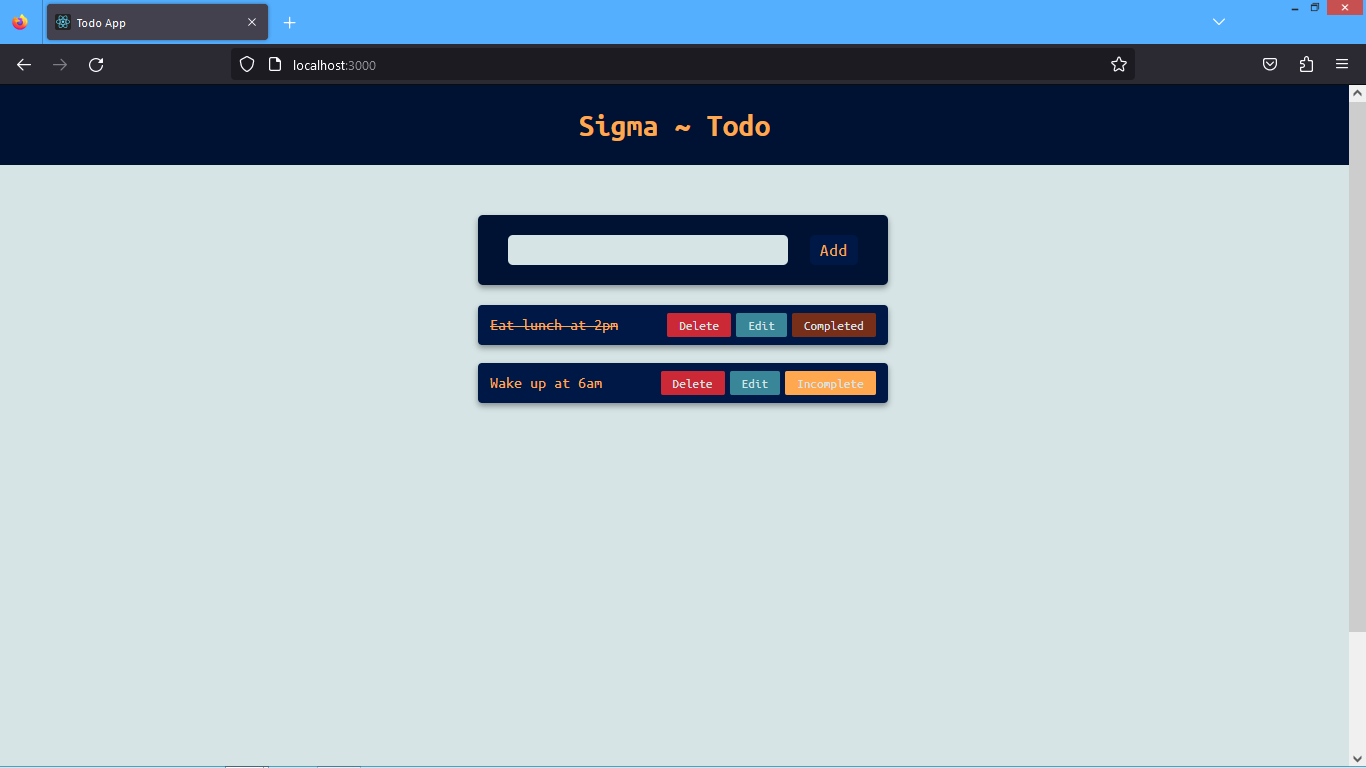 Todo App
localhost:3000
Sigma ~ Todo
Add
Eat lunch at 2pm Delete Edit Completed
Wake up at 6am Delete Edit Incomplete